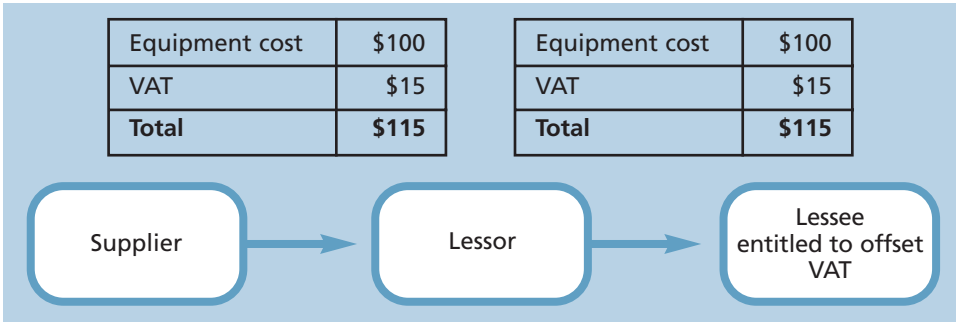 Equipment cost $100
VAT $15
Total $115
Equipment cost $100
VAT $15
Total $115
Supplier
Lessor
Lessee
entitled to offset
VAT